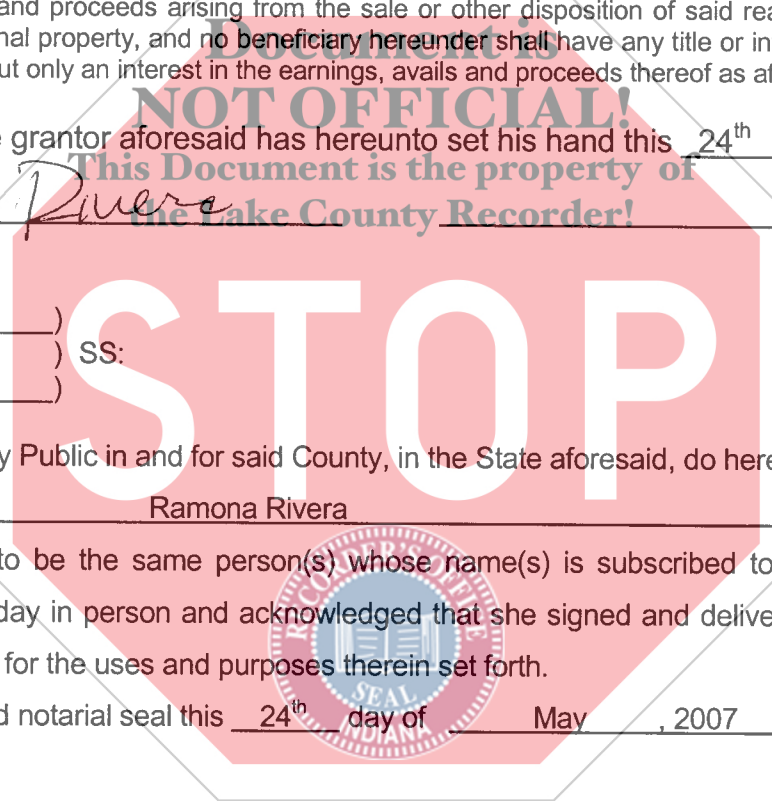 and proceeds arising from the sale or other disposition of said rea
nal property, and no beneficiary hereunder shall have any title or in
Document is
ut only an interest in the earnings, avails and proceeds thereof as af
NOT OFFICIAL!
e grantor aforesaid has hereunto set his hand this 24th
This Document is the property of
Rivera
the Lake County Recorder!
STOP
)
) SS:
)
y Public in and for said County, in the State aforesaid, do here
Ramona Rivera
to be the same person(s) whose name(s) is subscribed to
day in person and acknowledged that she signed and delive
for the uses and purposes therein set forth.
d notarial seal this 24th day of May , 2007
RECORDER'S OFFICE
SEAL
INDIANA